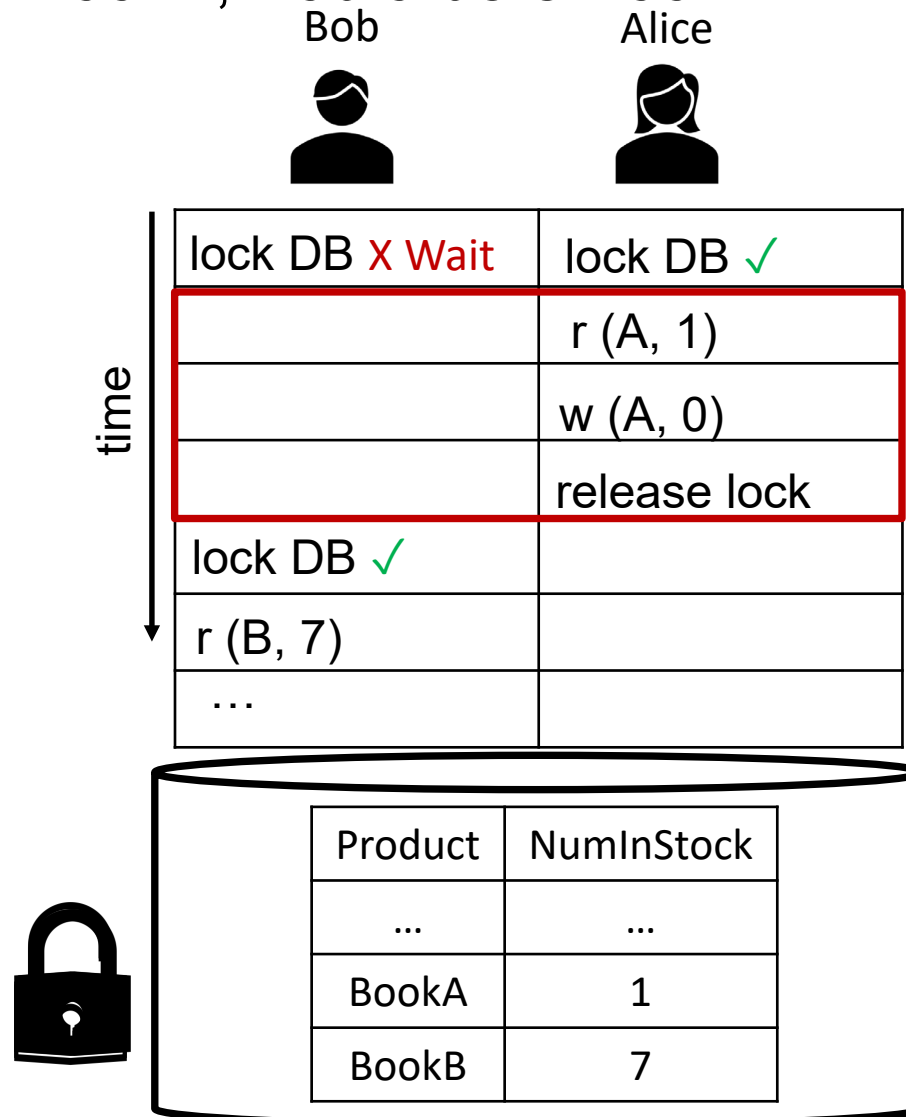 Bob Alice
time
lock DB X Wait lock DB ✓
r (A, 1)
w (A, 0)
release lock
lock DB ✓
r (B, 7)
...
Product NumInStock
... ...
BookA 1
BookB 7